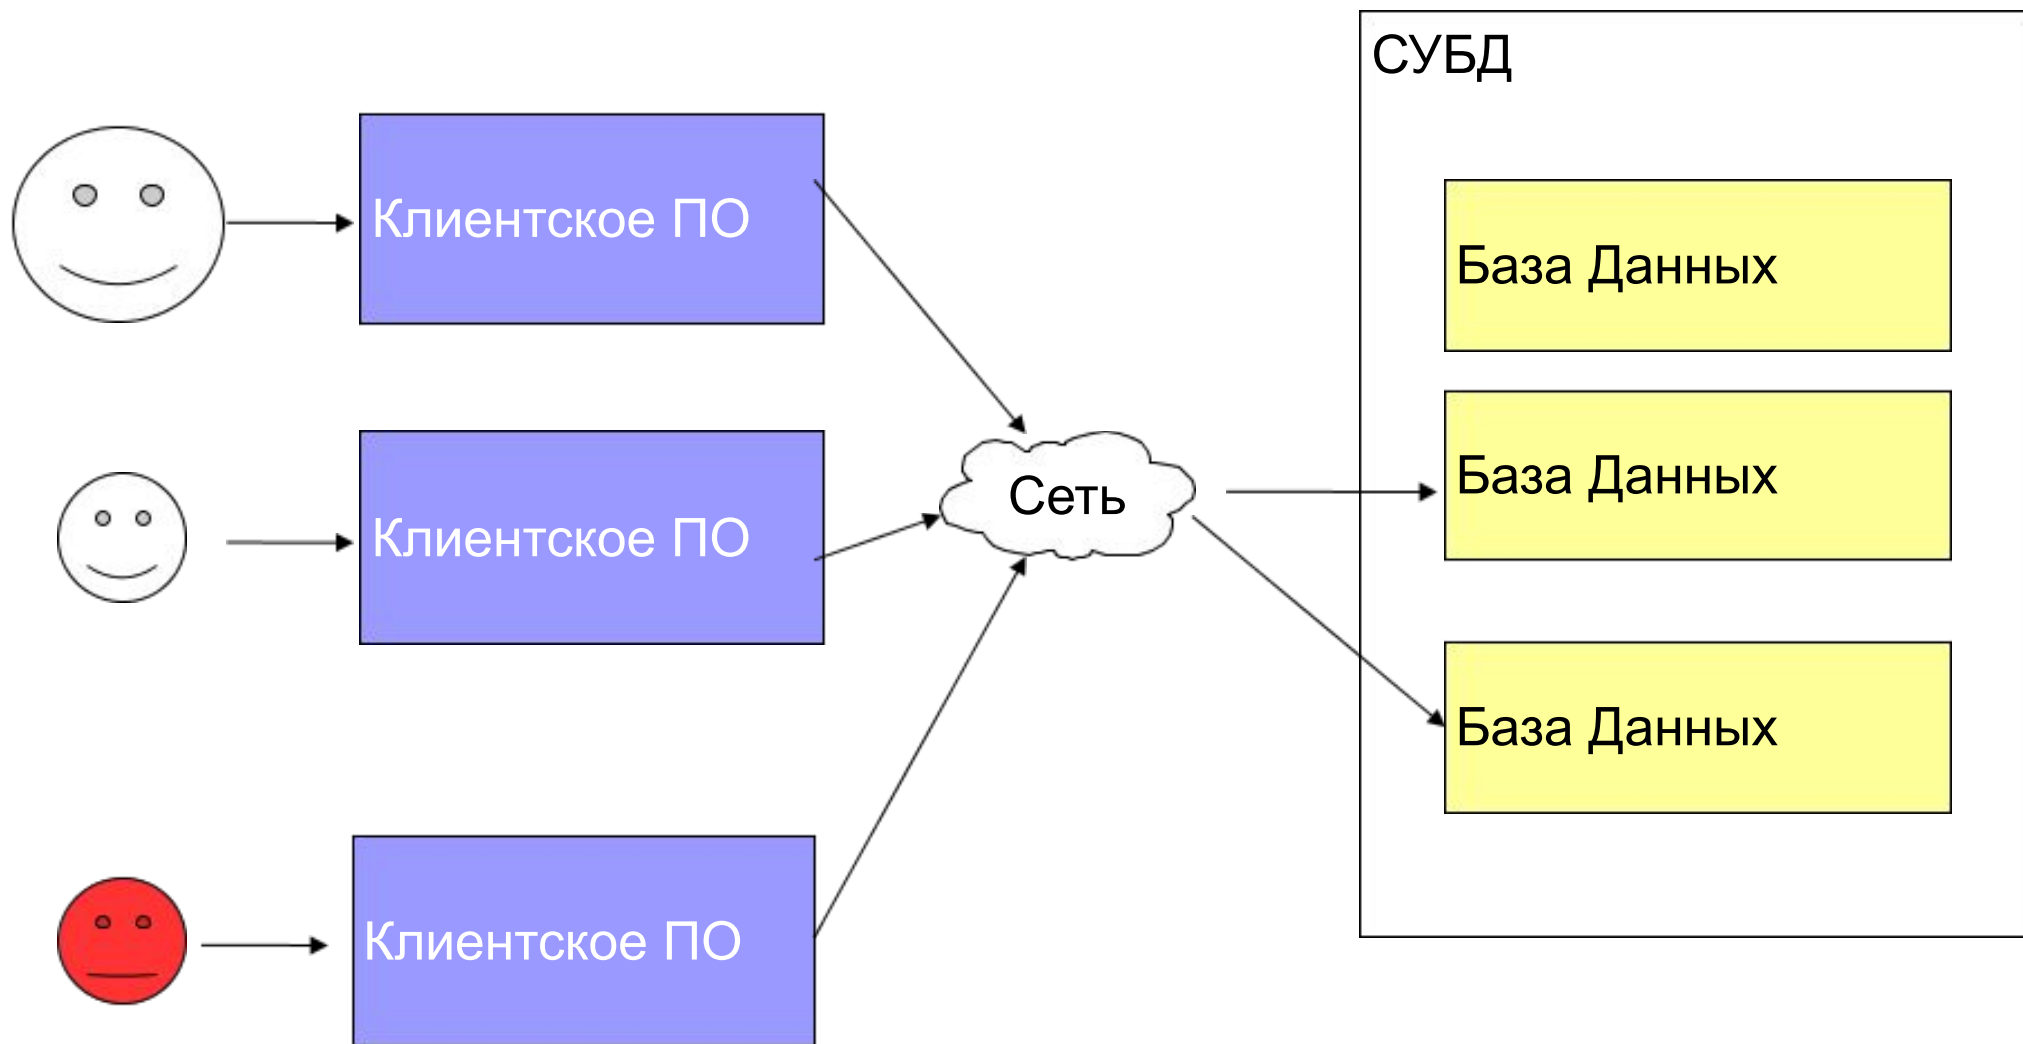 СУБД
Клиентское ПО
База Данных
Клиентское ПО
Сеть
База Данных
Клиентское ПО
База Данных